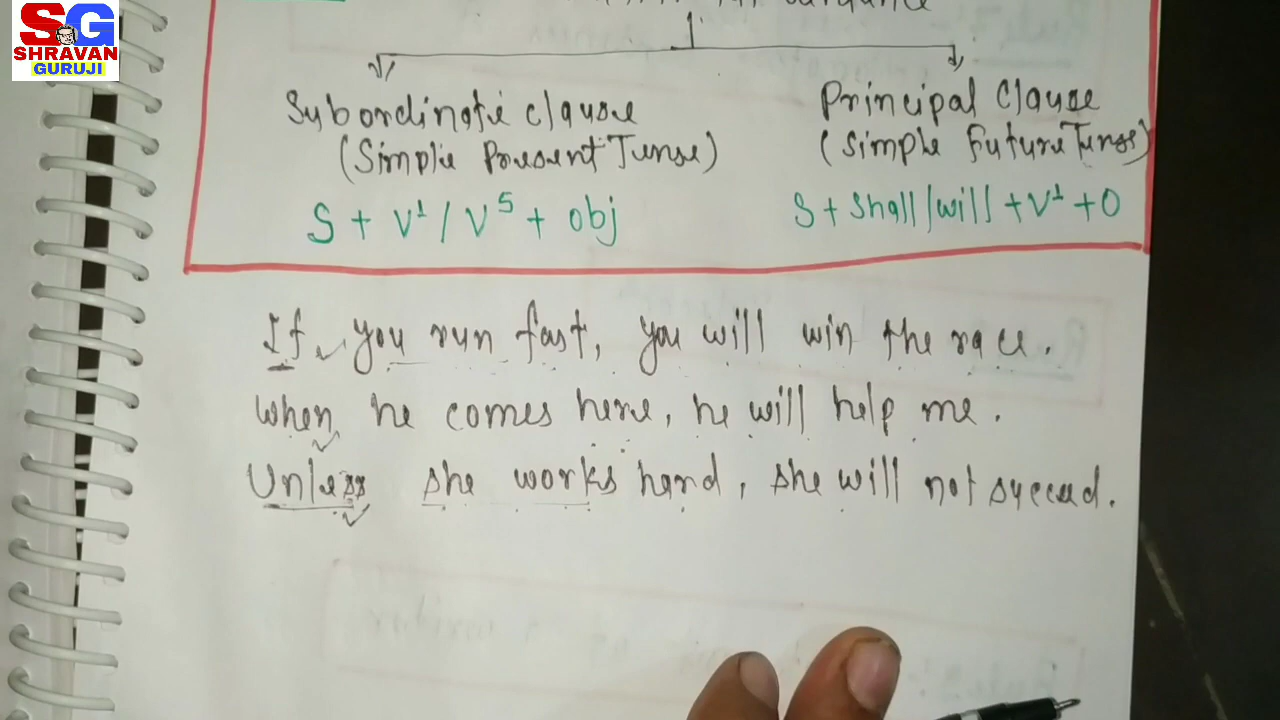 SG
SHRAVAN
GURUJI
Subordinate clause
Principal Clause
(Simple Present Tense)
(Simple Future Tense)
S + V¹ / V⁵ + obj
S + Shall / will + V¹ + O
If you run fast, you will win the race.
when he comes here, he will help me.
Unless she works hard, she will not succeed.